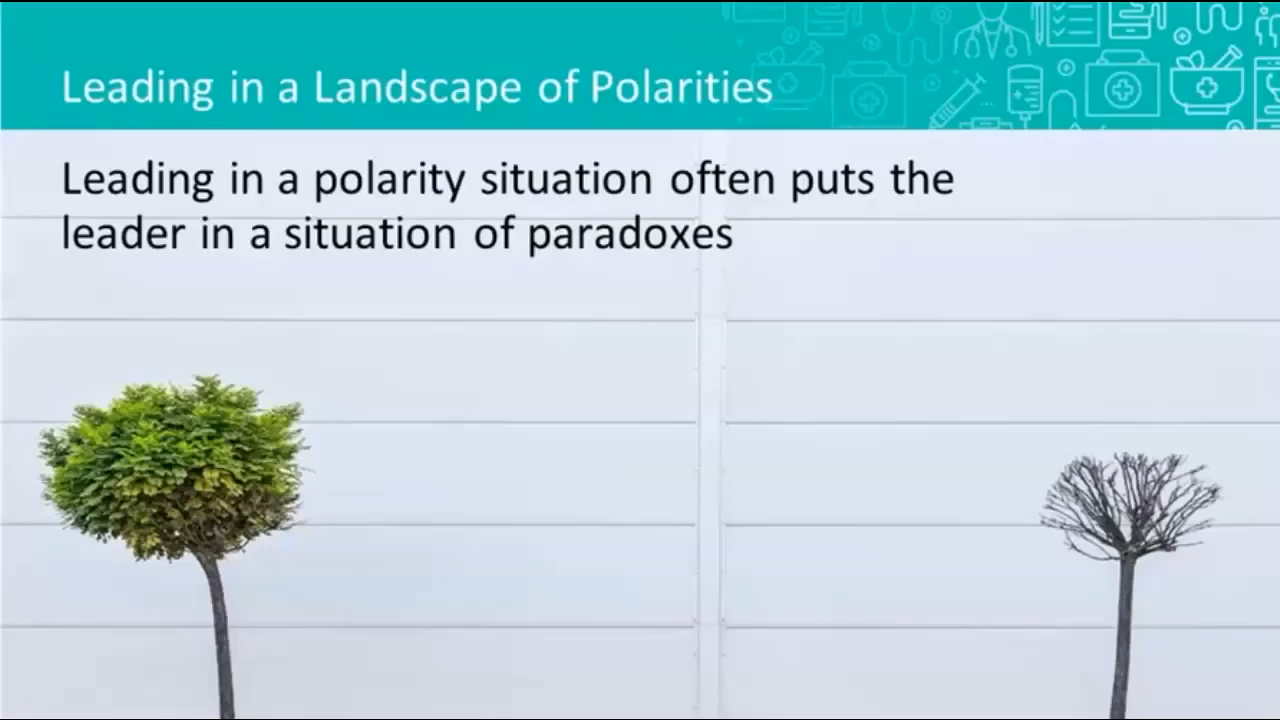 Leading in a Landscape of Polarities
Leading in a polarity situation often puts the
leader in a situation of paradoxes